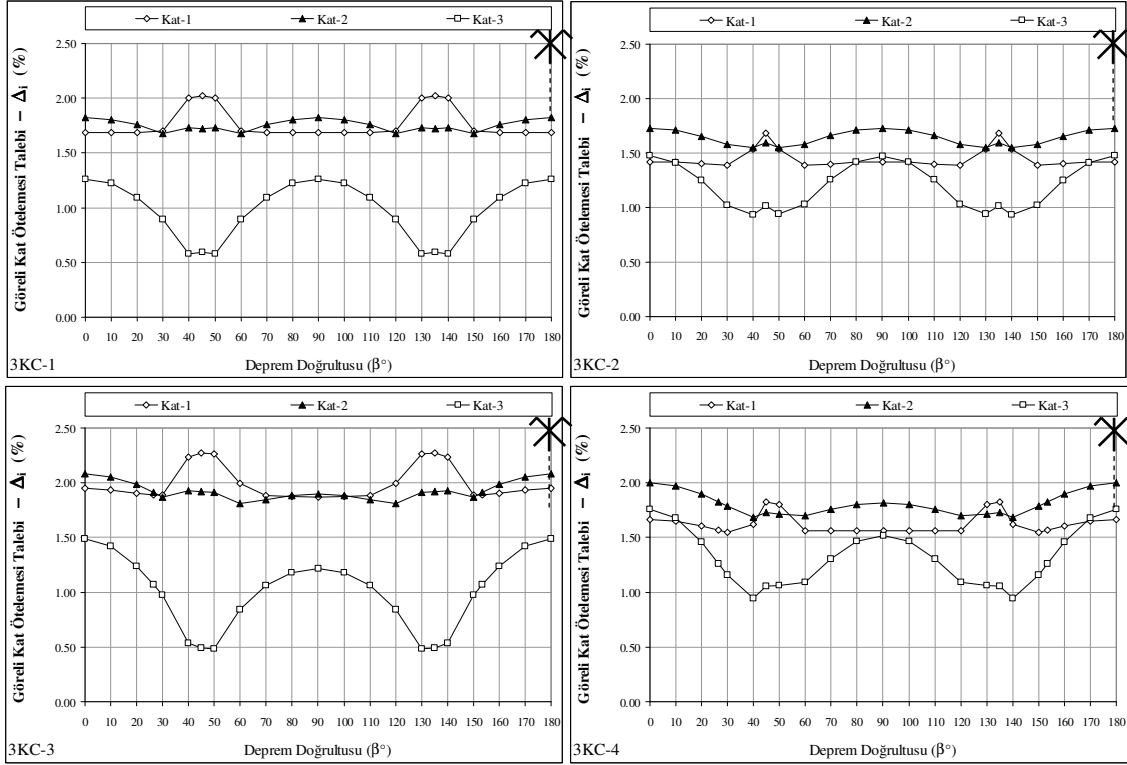 Kat-1 Kat-2 Kat-3
Göreli Kat Ötelemesi Talebi – Δi (%)
2.50
2.00
1.50
1.00
0.50
0.00
0 10 20 30 40 50 60 70 80 90 100 110 120 130 140 150 160 170 180
3KC-1 Deprem Doğrultusu (β°)
Kat-1 Kat-2 Kat-3
Göreli Kat Ötelemesi Talebi – Δi (%)
2.50
2.00
1.50
1.00
0.50
0.00
0 10 20 30 40 50 60 70 80 90 100 110 120 130 140 150 160 170 180
3KC-2 Deprem Doğrultusu (β°)
Kat-1 Kat-2 Kat-3
Göreli Kat Ötelemesi Talebi – Δi (%)
2.50
2.00
1.50
1.00
0.50
0.00
0 10 20 30 40 50 60 70 80 90 100 110 120 130 140 150 160 170 180
Deprem Doğrultusu (β°)
3KC-3
Kat-1 Kat-2 Kat-3
Göreli Kat Ötelemesi Talebi – Δi (%)
2.50
2.00
1.50
1.00
0.50
0.00
0 10 20 30 40 50 60 70 80 90 100 110 120 130 140 150 160 170 180
Deprem Doğrultusu (β°)
3KC-4